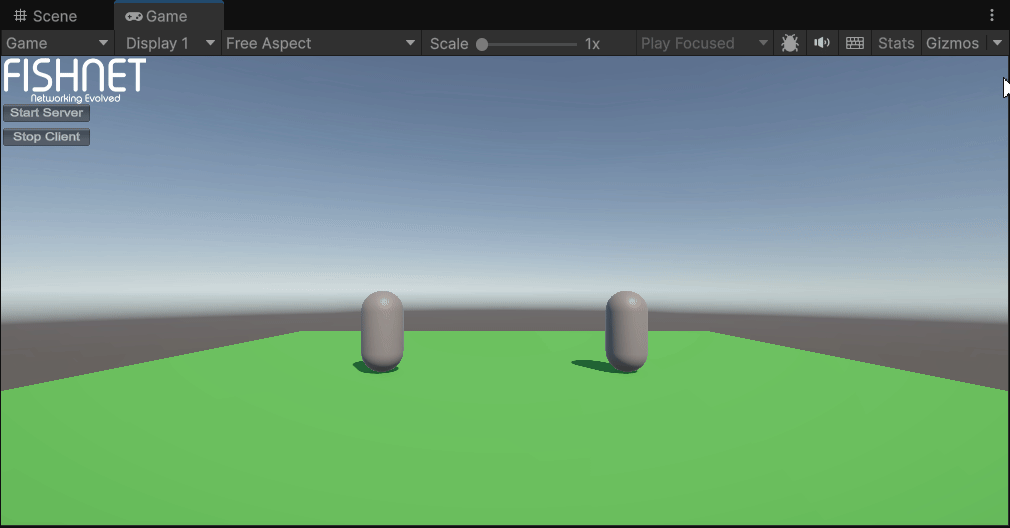 Scene Game
Game Display 1 Free Aspect Scale 1x Play Focused Stats Gizmos
FISHNET
Networking Evolved
Start Server
Stop Client